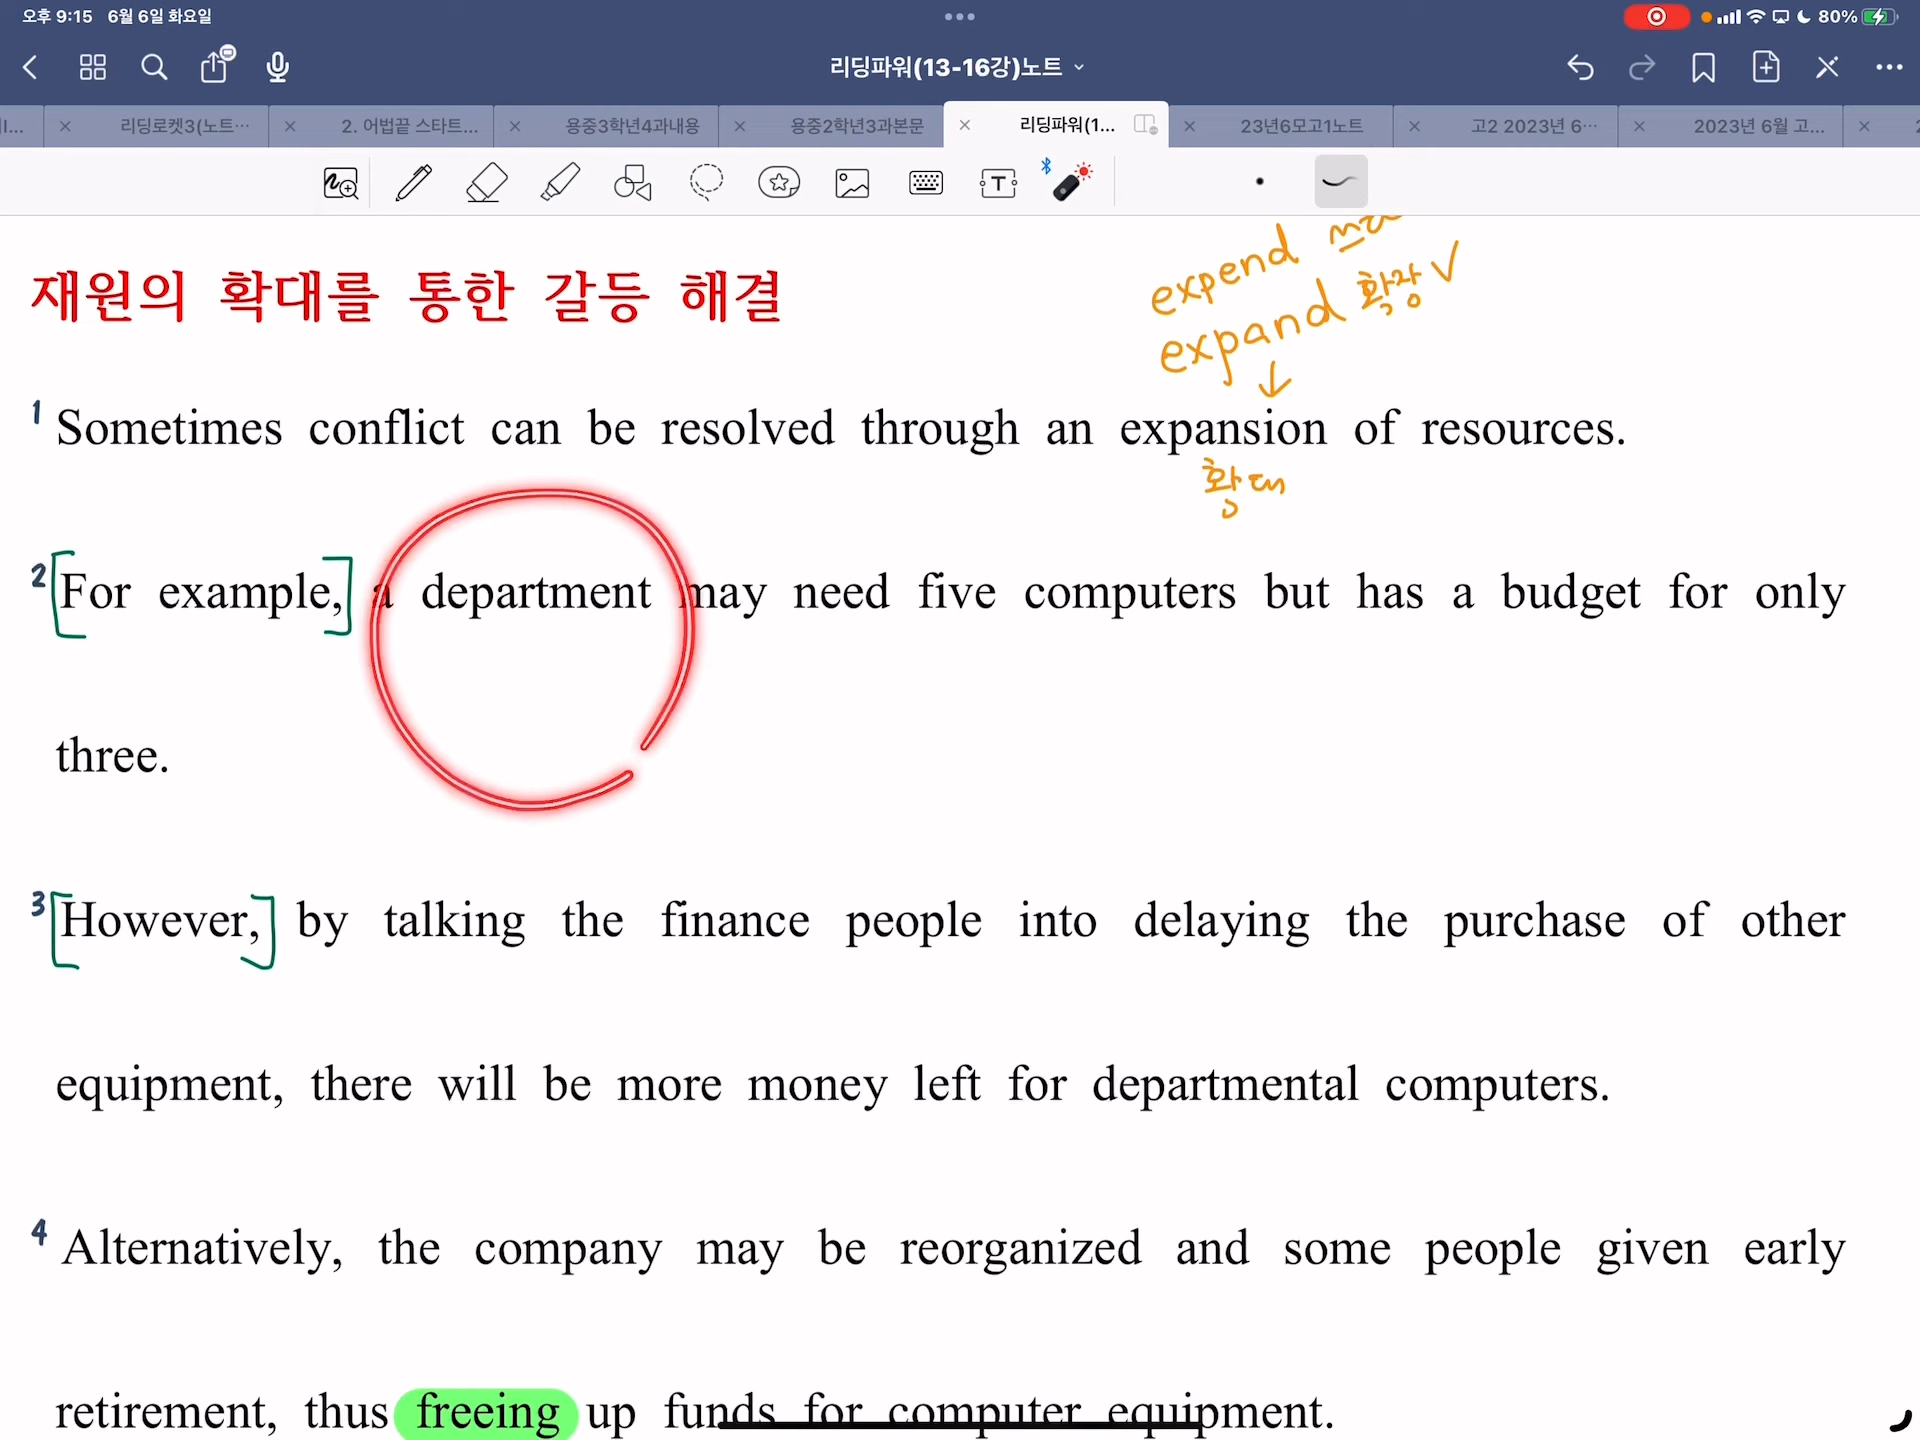 오후 9:15 6월 6일 화요일
80%
리딩파워(13-16강)노트
리딩로켓3(노트…
2. 어법끝 스타트...
용중3학년4과내용
용중2학년3과본문
리딩파워(1...
23년6모고1노트
고2 2023년 6…
2023년 6월 고...
expend
재원의 확대를 통한 갈등 해결
expand 확장 ✓
↓
1 Sometimes conflict can be resolved through an expansion of resources.
2 [For example,] a department may need five computers but has a budget for only
three.
3 [However,] by talking the finance people into delaying the purchase of other
equipment, there will be more money left for departmental computers.
4 Alternatively, the company may be reorganized and some people given early
retirement, thus freeing up funds for computer equipment.